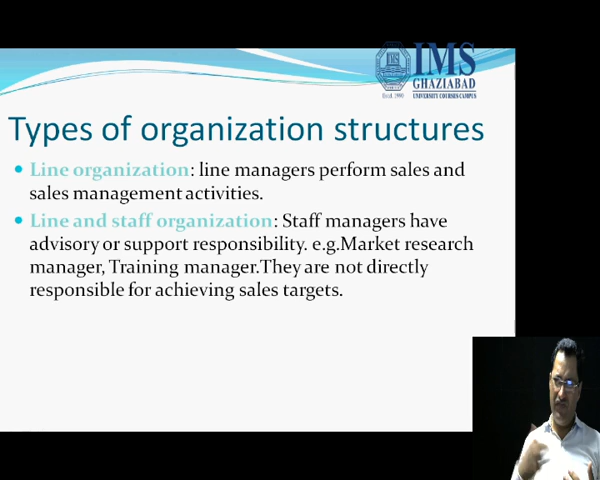 IMS
GHAZIABAD
Estd. 1990
UNIVERSITY COURSES CAMPUS
Types of organization structures
Line organization: line managers perform sales and
sales management activities.
Line and staff organization: Staff managers have
advisory or support responsibility. e.g.Market research
manager, Training manager.They are not directly
responsible for achieving sales targets.